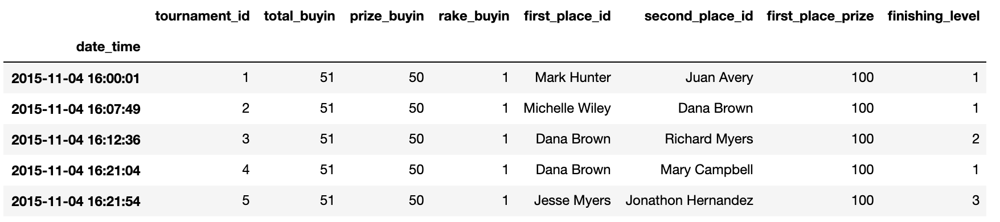 tournament_id total_buyin prize_buyin rake_buyin first_place_id second_place_id first_place_prize finishing_level
date_time
2015-11-04 16:00:01 1 51 50 1 Mark Hunter Juan Avery 100 1
2015-11-04 16:07:49 2 51 50 1 Michelle Wiley Dana Brown 100 1
2015-11-04 16:12:36 3 51 50 1 Dana Brown Richard Myers 100 2
2015-11-04 16:21:04 4 51 50 1 Dana Brown Mary Campbell 100 1
2015-11-04 16:21:54 5 51 50 1 Jesse Myers Jonathon Hernandez 100 3